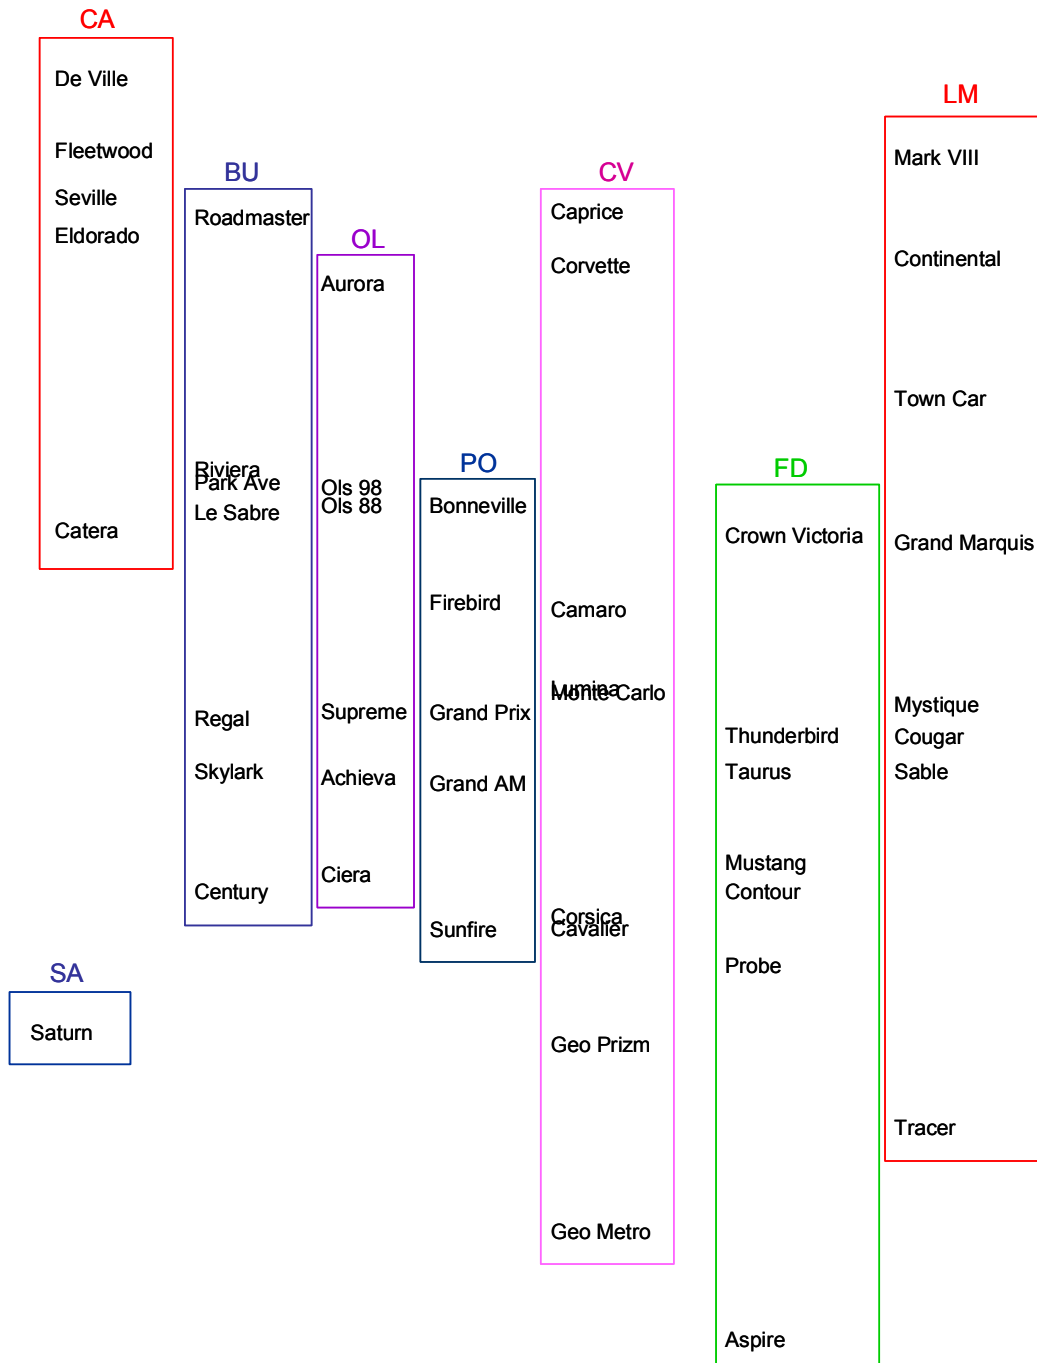 CA
De Ville
Fleetwood
Seville
Eldorado
Catera
SA
Saturn
BU
Roadmaster
Riviera
Park Ave
Le Sabre
Regal
Skylark
Century
OL
Aurora
Ols 98
Ols 88
Supreme
Achieva
Ciera
PO
Bonneville
Firebird
Grand Prix
Grand AM
Sunfire
CV
Caprice
Corvette
Camaro
Lumina
Monte Carlo
Corsica
Cavalier
Geo Prizm
Geo Metro
FD
Crown Victoria
Thunderbird
Taurus
Mustang
Contour
Probe
Aspire
LM
Mark VIII
Continental
Town Car
Grand Marquis
Mystique
Cougar
Sable
Tracer